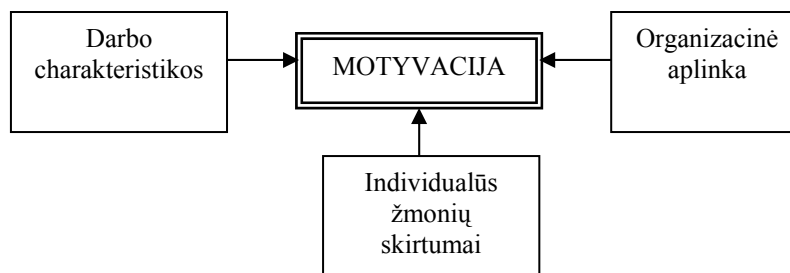 Darbo
charakteristikos
MOTYVACIJA
Organizacinė
aplinka
Individualūs
žmonių
skirtumai